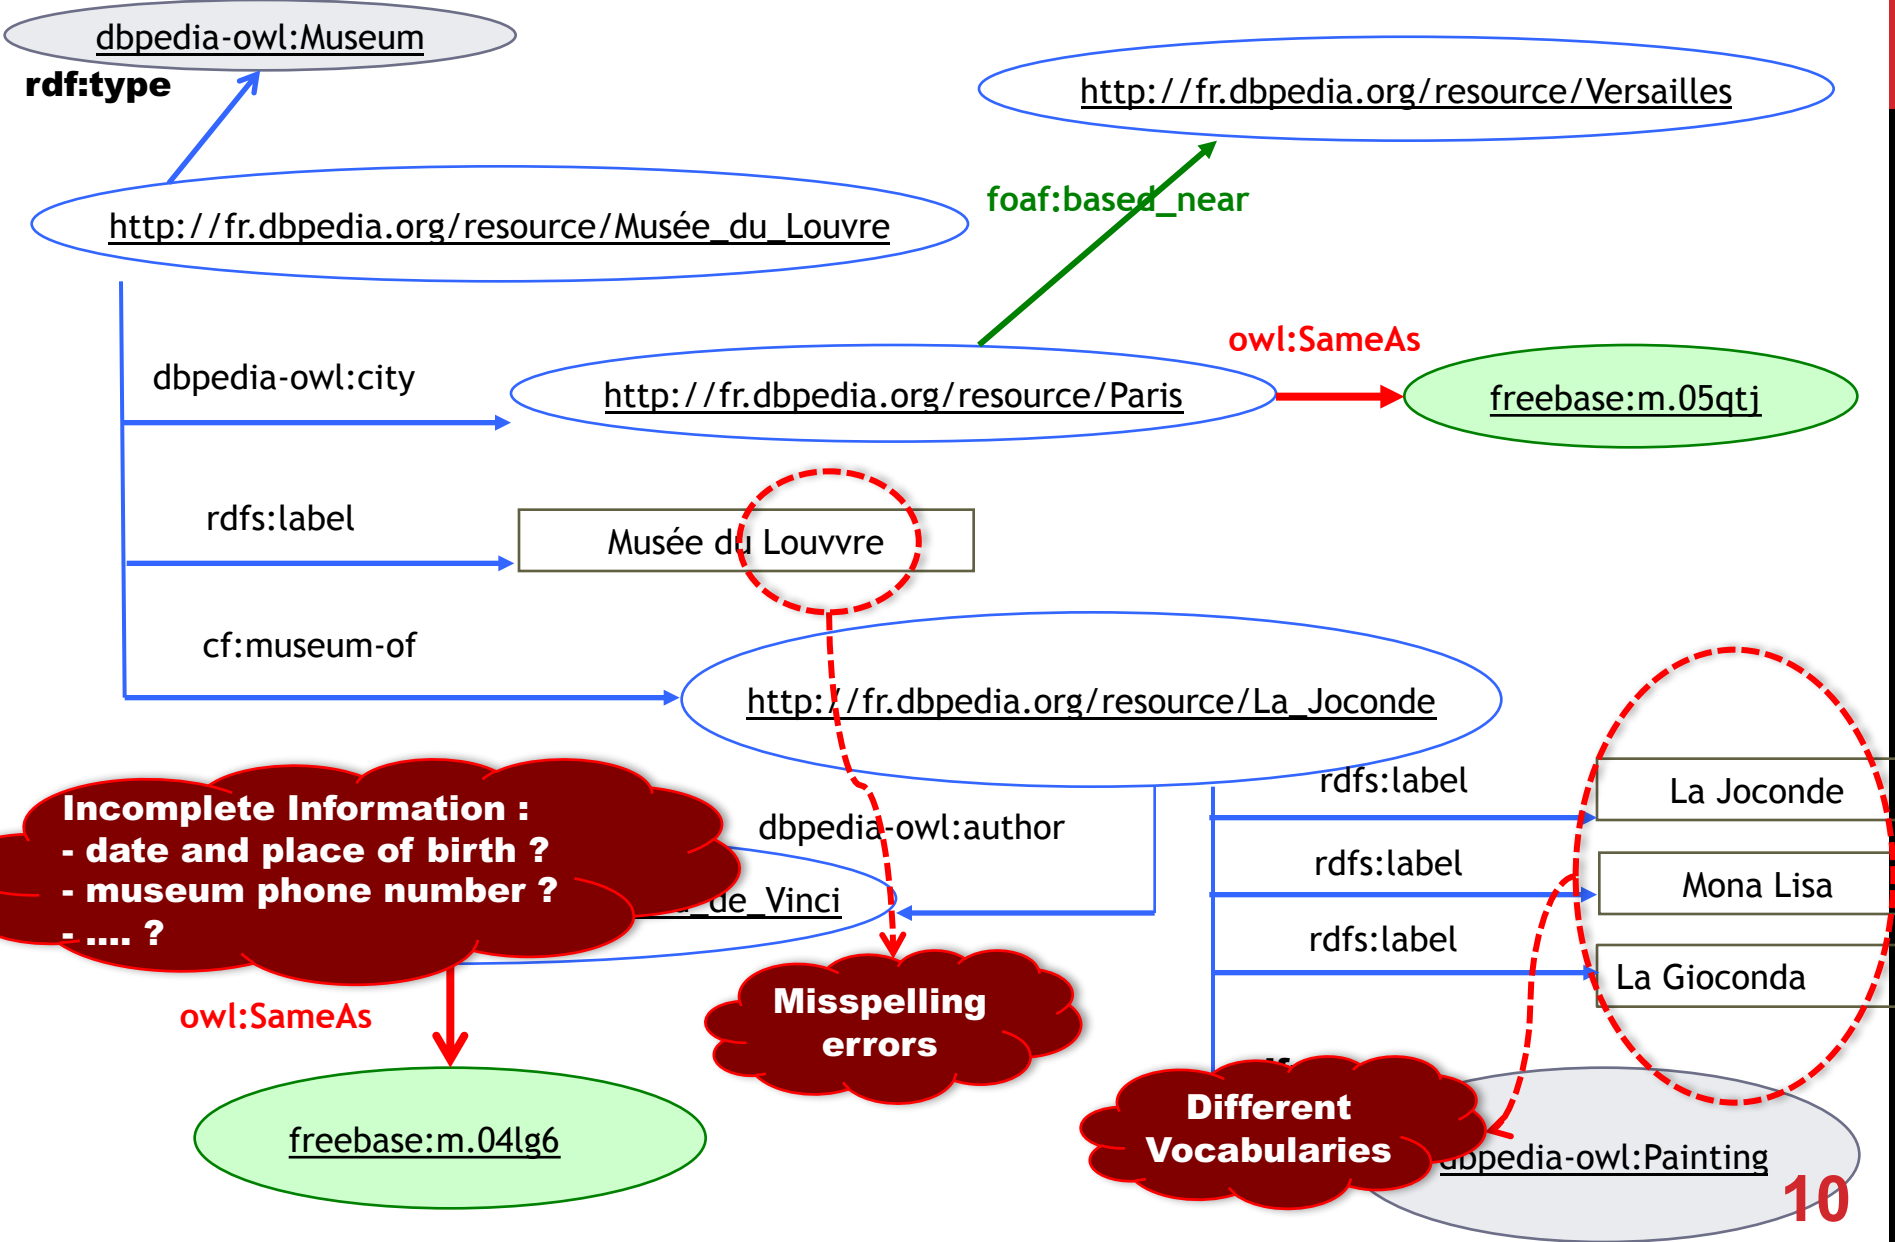 dbpedia-owl:Museum
rdf:type
http://fr.dbpedia.org/resource/Versailles
http://fr.dbpedia.org/resource/Musée_du_Louvre
foaf:based_near
owl:SameAs
dbpedia-owl:city
http://fr.dbpedia.org/resource/Paris
freebase:m.05qtj
rdfs:label
Musée du Louvvre
cf:museum-of
http://fr.dbpedia.org/resource/La_Joconde
rdfs:label
La Joconde
Incomplete Information :
- date and place of birth ?
- museum phone number ?
- .... ?
dbpedia-owl:author
rdfs:label
Mona Lisa
_de_Vinci
rdfs:label
La Gioconda
owl:SameAs
Misspelling
errors
freebase:m.04lg6
Different
Vocabularies
dbpedia-owl:Painting
10